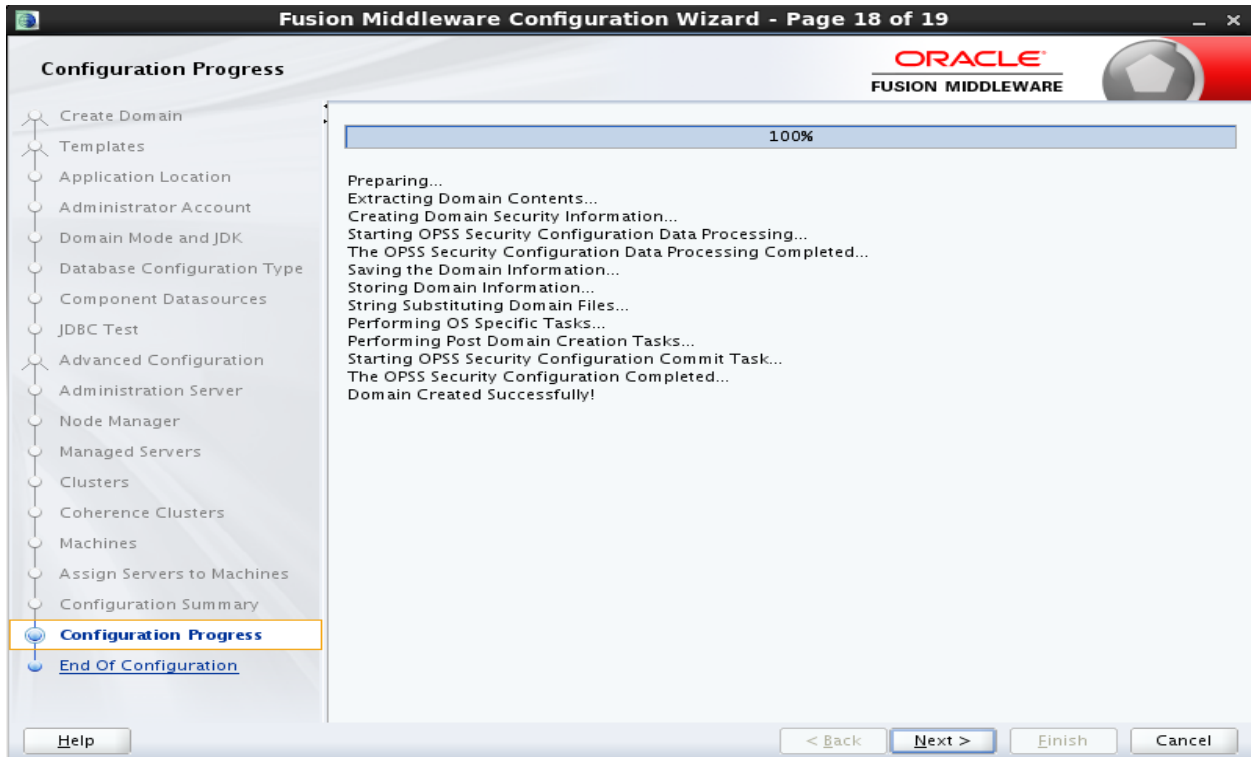 Fusion Middleware Configuration Wizard - Page 18 of 19
Configuration Progress
ORACLE
FUSION MIDDLEWARE
Create Domain
Templates
Application Location
Administrator Account
Domain Mode and JDK
Database Configuration Type
Component Datasources
JDBC Test
Advanced Configuration
Administration Server
Node Manager
Managed Servers
Clusters
Coherence Clusters
Machines
Assign Servers to Machines
Configuration Summary
Configuration Progress
End Of Configuration
100%
Preparing...
Extracting Domain Contents...
Creating Domain Security Information...
Starting OPSS Security Configuration Data Processing...
The OPSS Security Configuration Data Processing Completed...
Saving the Domain Information...
Storing Domain Information...
String Substituting Domain Files...
Performing OS Specific Tasks...
Performing Post Domain Creation Tasks...
Starting OPSS Security Configuration Commit Task...
The OPSS Security Configuration Completed...
Domain Created Successfully!
Help
< Back
Next >
Finish
Cancel